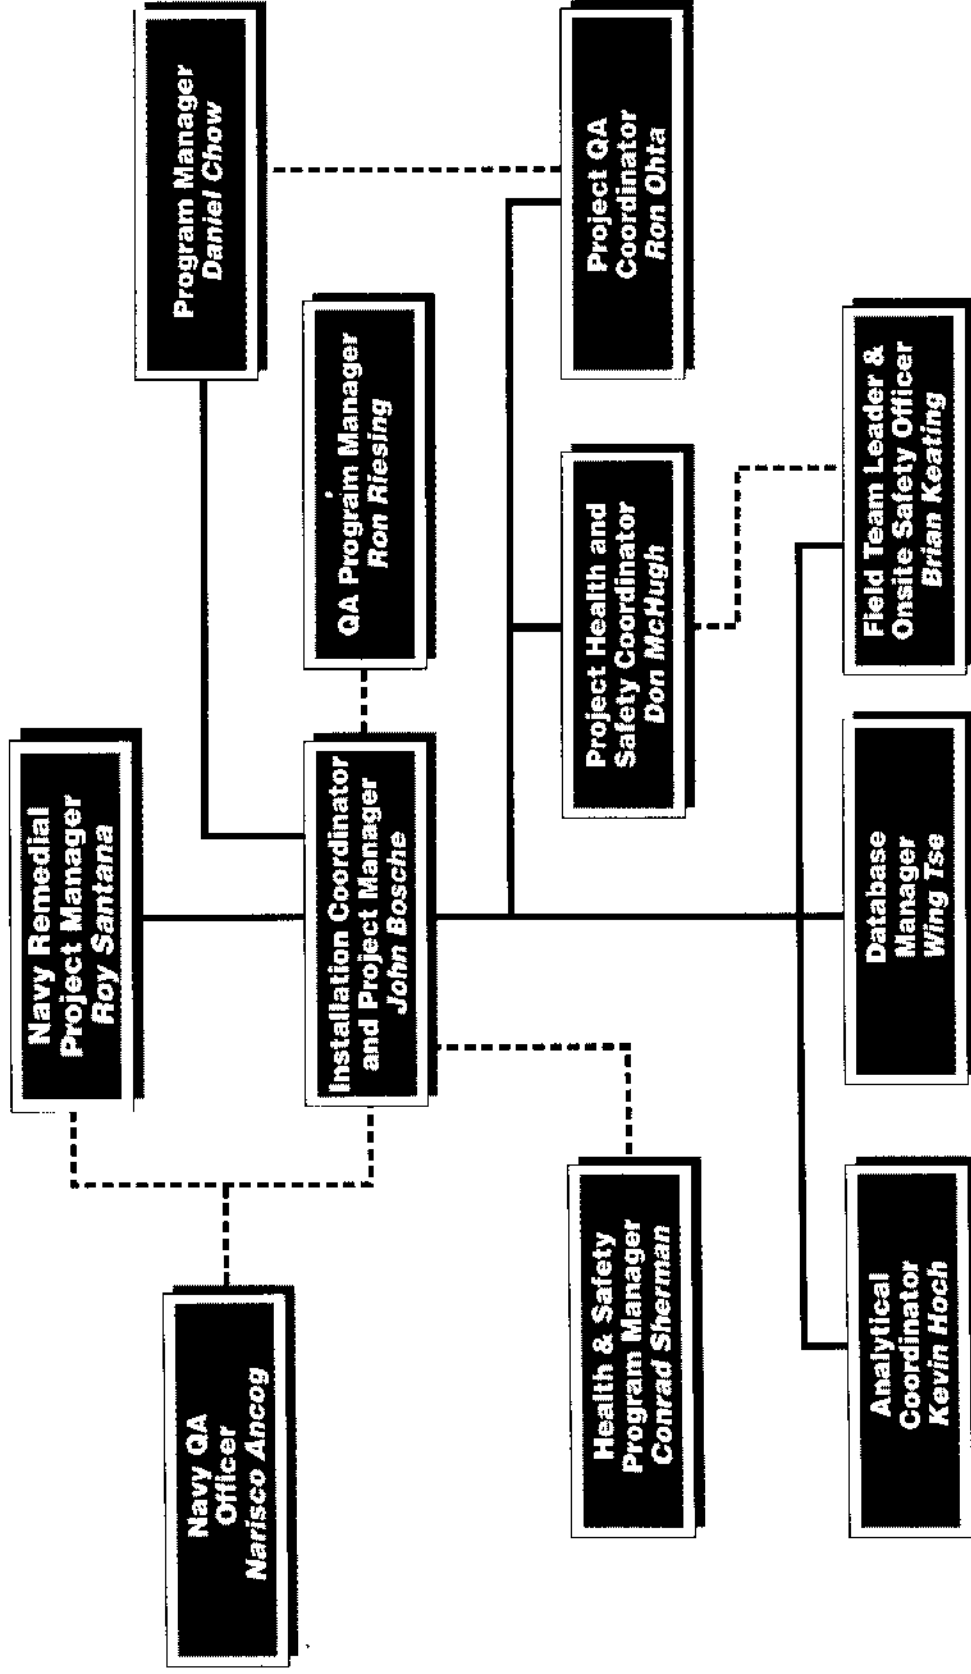 Navy Remedial
Project Manager
Roy Santana
Navy QA
Officer
Narisco Ancog
Program Manager
Daniel Chow
Installation Coordinator
and Project Manager
John Bosche
QA Program Manager
Ron Riesing
Health & Safety
Program Manager
Conrad Sherman
Project Health and
Safety Coordinator
Don McHugh
Project QA
Coordinator
Ron Ohta
Analytical
Coordinator
Kevin Hoch
Database
Manager
Wing Tse
Field Team Leader &
Onsite Safety Officer
Brian Keating